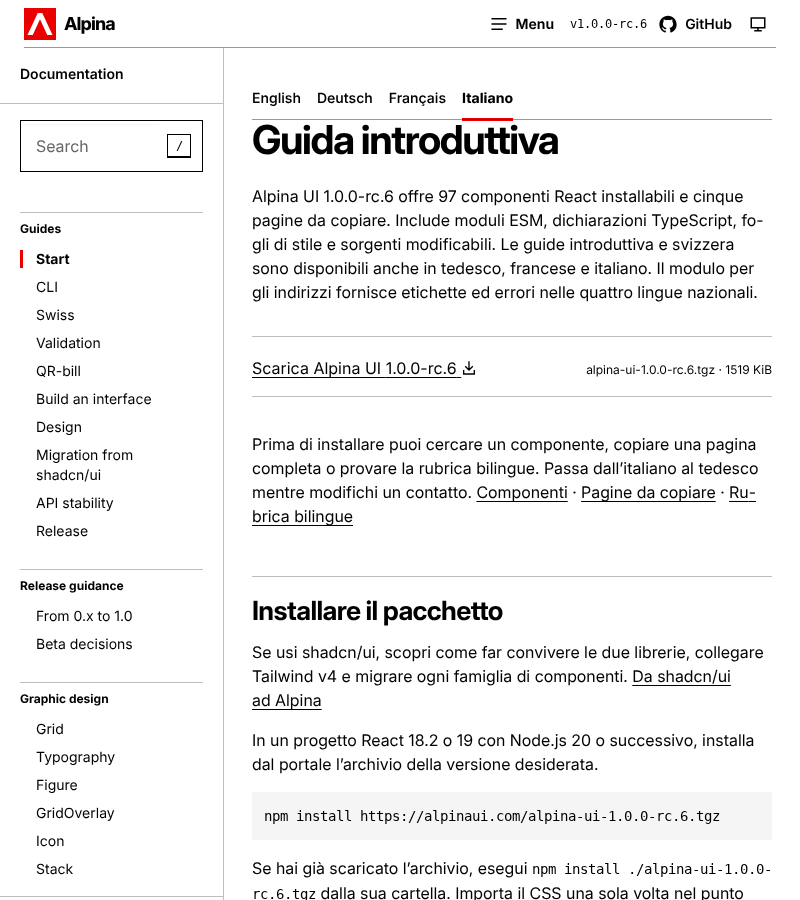 Alpina
Menu
v1.0.0-rc.6
GitHub
Documentation
Search
/
Guides
Start
CLI
Swiss
Validation
QR-bill
Build an interface
Design
Migration from
shadcn/ui
API stability
Release
Release guidance
From 0.x to 1.0
Beta decisions
Graphic design
Grid
Typography
Figure
GridOverlay
Icon
Stack
English Deutsch Français Italiano
Guida introduttiva
Alpina UI 1.0.0-rc.6 offre 97 componenti React installabili e cinque
pagine da copiare. Include moduli ESM, dichiarazioni TypeScript, fo-
gli di stile e sorgenti modificabili. Le guide introduttiva e svizzera
sono disponibili anche in tedesco, francese e italiano. Il modulo per
gli indirizzi fornisce etichette ed errori nelle quattro lingue nazionali.
Scarica Alpina UI 1.0.0-rc.6
alpina-ui-1.0.0-rc.6.tgz · 1519 KiB
Prima di installare puoi cercare un componente, copiare una pagina
completa o provare la rubrica bilingue. Passa dall’italiano al tedesco
mentre modifichi un contatto. Componenti · Pagine da copiare · Ru-
brica bilingue
Installare il pacchetto
Se usi shadcn/ui, scopri come far convivere le due librerie, collegare
Tailwind v4 e migrare ogni famiglia di componenti. Da shadcn/ui
ad Alpina
In un progetto React 18.2 o 19 con Node.js 20 o successivo, installa
dal portale l’archivio della versione desiderata.
npm install https://alpinaui.com/alpina-ui-1.0.0-rc.6.tgz
Se hai già scaricato l’archivio, esegui npm install ./alpina-ui-1.0.0-
rc.6.tgz dalla sua cartella. Importa il CSS una sola volta nel punto